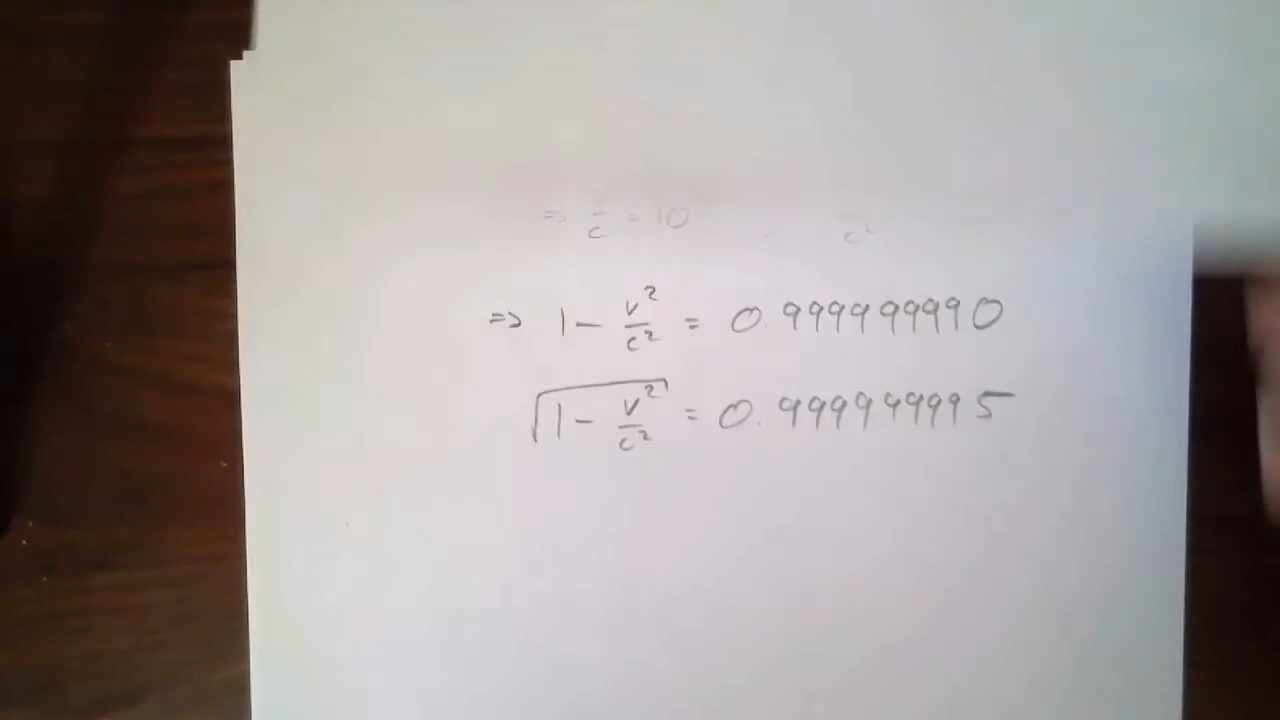 => 1 - v²/c² = 0.999999990
√(1 - v²/c²) = 0.999999995